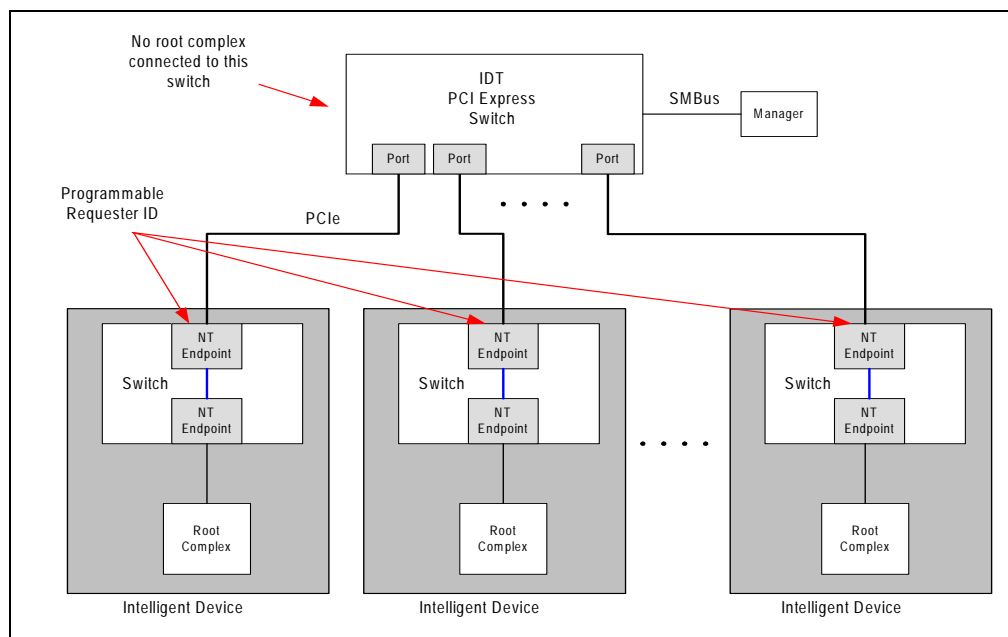 No root complex
connected to this
switch
IDT
PCI Express
Switch
SMBus
Manager
Port
Port
Port
Programmable
Requester ID
PCIe
NT
Endpoint
Switch
NT
Endpoint
Root
Complex
Intelligent Device
NT
Endpoint
Switch
NT
Endpoint
Root
Complex
Intelligent Device
NT
Endpoint
Switch
NT
Endpoint
Root
Complex
Intelligent Device